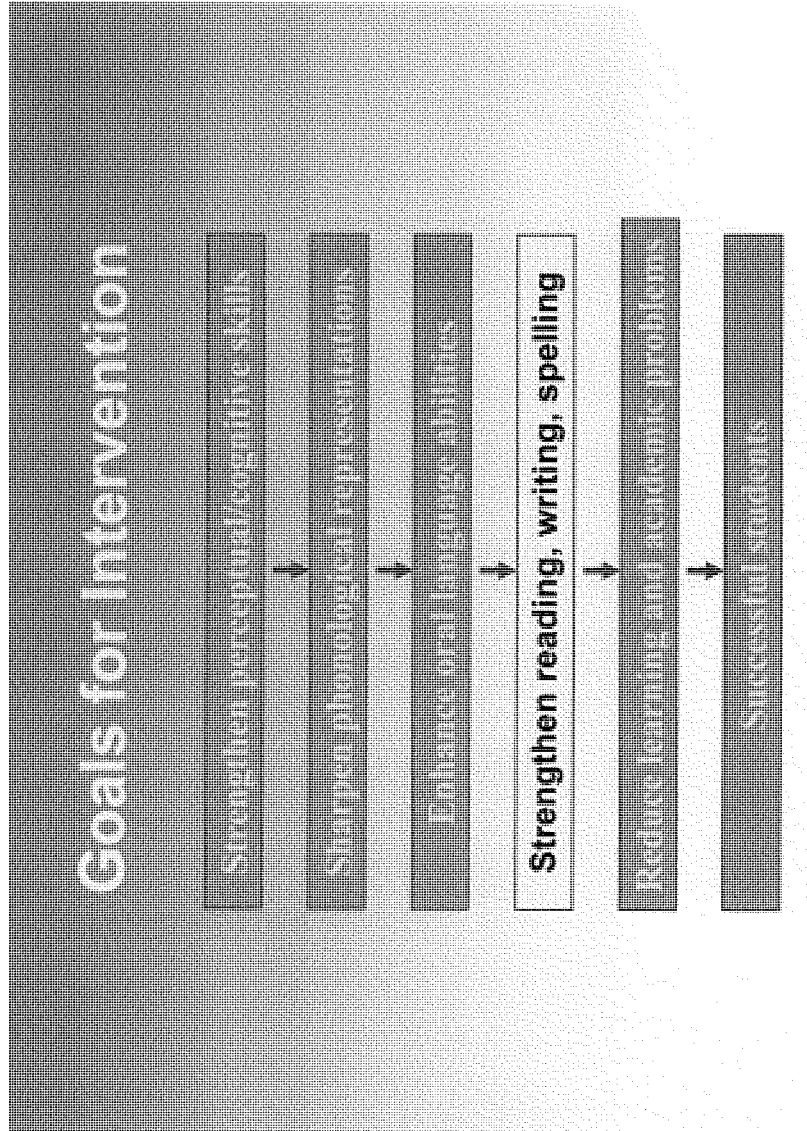 Goals for Intervention
Strengthen perceptual/cognitive skills
Sharpen phonological representations
Enhance oral language abilities
Strengthen reading, writing, spelling
Reduce learning and academic problems
Successful students